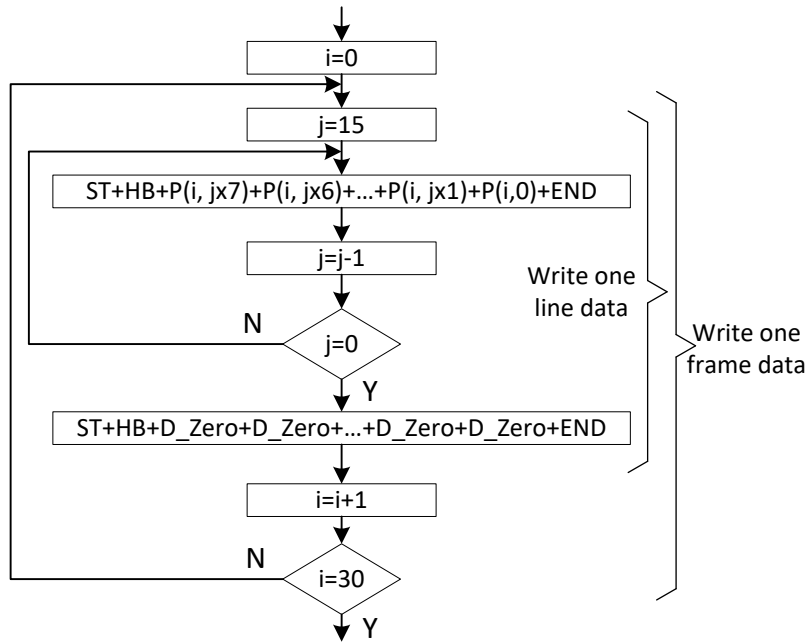 i=0
j=15
ST+HB+P(i, jx7)+P(i, jx6)+...+P(i, jx1)+P(i,0)+END
j=j-1
Write one
line data
N
j=0
Write one
frame data
Y
ST+HB+D_Zero+D_Zero+...+D_Zero+D_Zero+END
i=i+1
N
i=30
Y